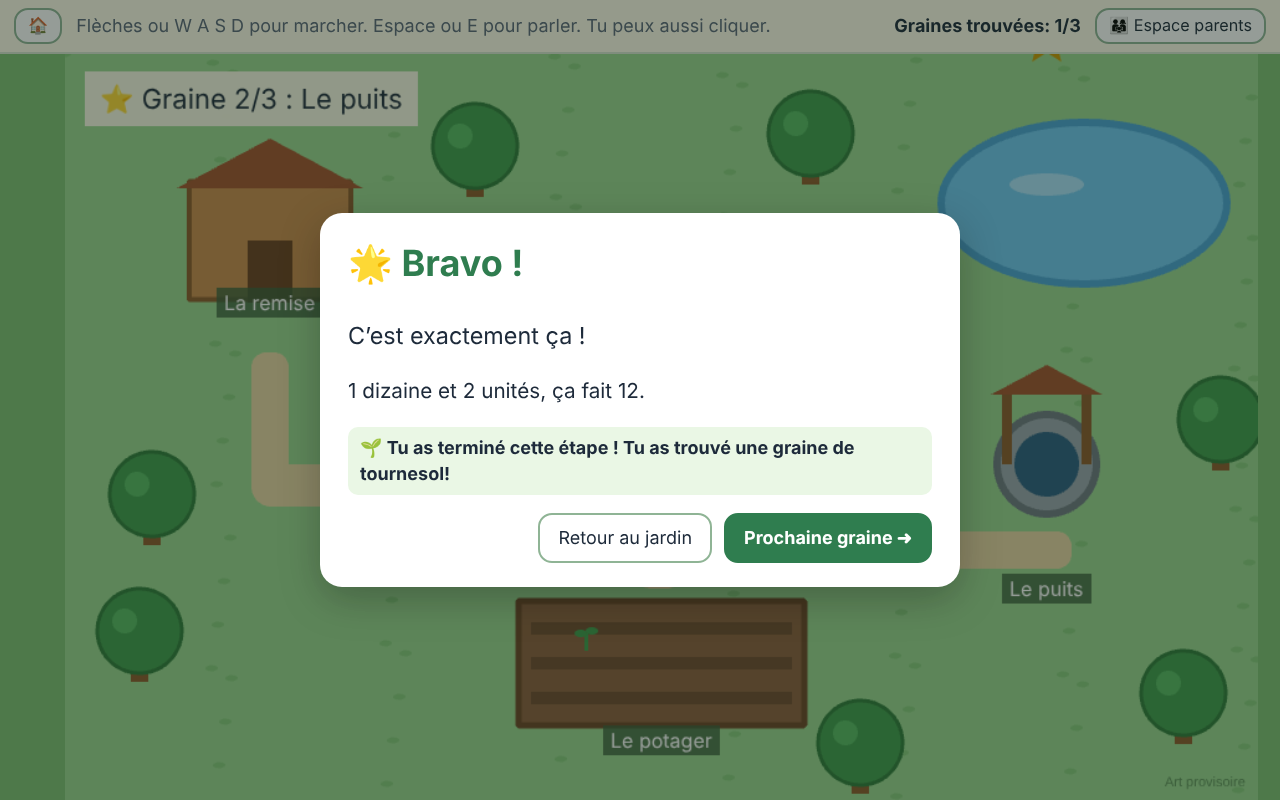 Flèches ou W A S D pour marcher. Espace ou E pour parler. Tu peux aussi cliquer.
Graines trouvées: 1/3
Espace parents
Graine 2/3 : Le puits
La remise
Bravo !
C’est exactement ça !
1 dizaine et 2 unités, ça fait 12.
Tu as terminé cette étape ! Tu as trouvé une graine de
tournesol!
Retour au jardin
Prochaine graine ➜
Le puits
Le potager
Art provisoire